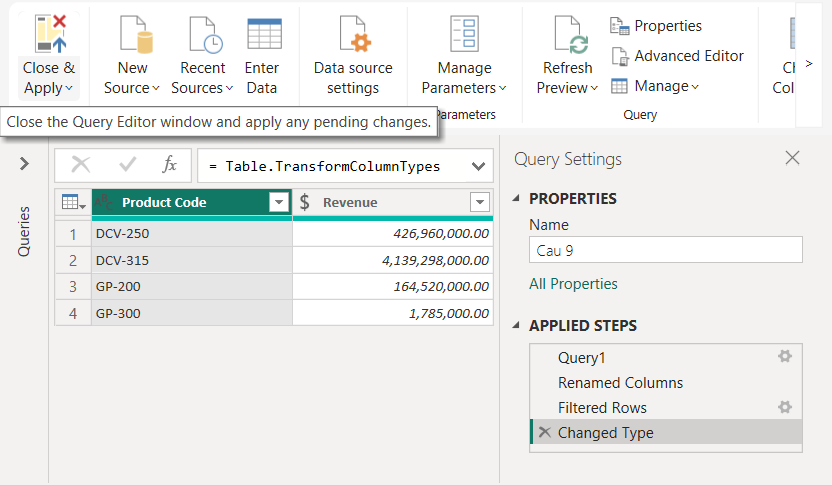 Close &
Apply
New
Source
Recent
Sources
Enter
Data
Data source
settings
Manage
Parameters
Refresh
Preview
Properties
Advanced Editor
Manage
Parameters
Query
>
Close the Query Editor window and apply any pending changes.
fx
= Table.TransformColumnTypes
Queries
Product Code
$ Revenue
1 DCV-250 426,960,000.00
2 DCV-315 4,139,298,000.00
3 GP-200 164,520,000.00
4 GP-300 1,785,000.00
Query Settings
PROPERTIES
Name
Cau 9
All Properties
APPLIED STEPS
Query1
Renamed Columns
Filtered Rows
Changed Type